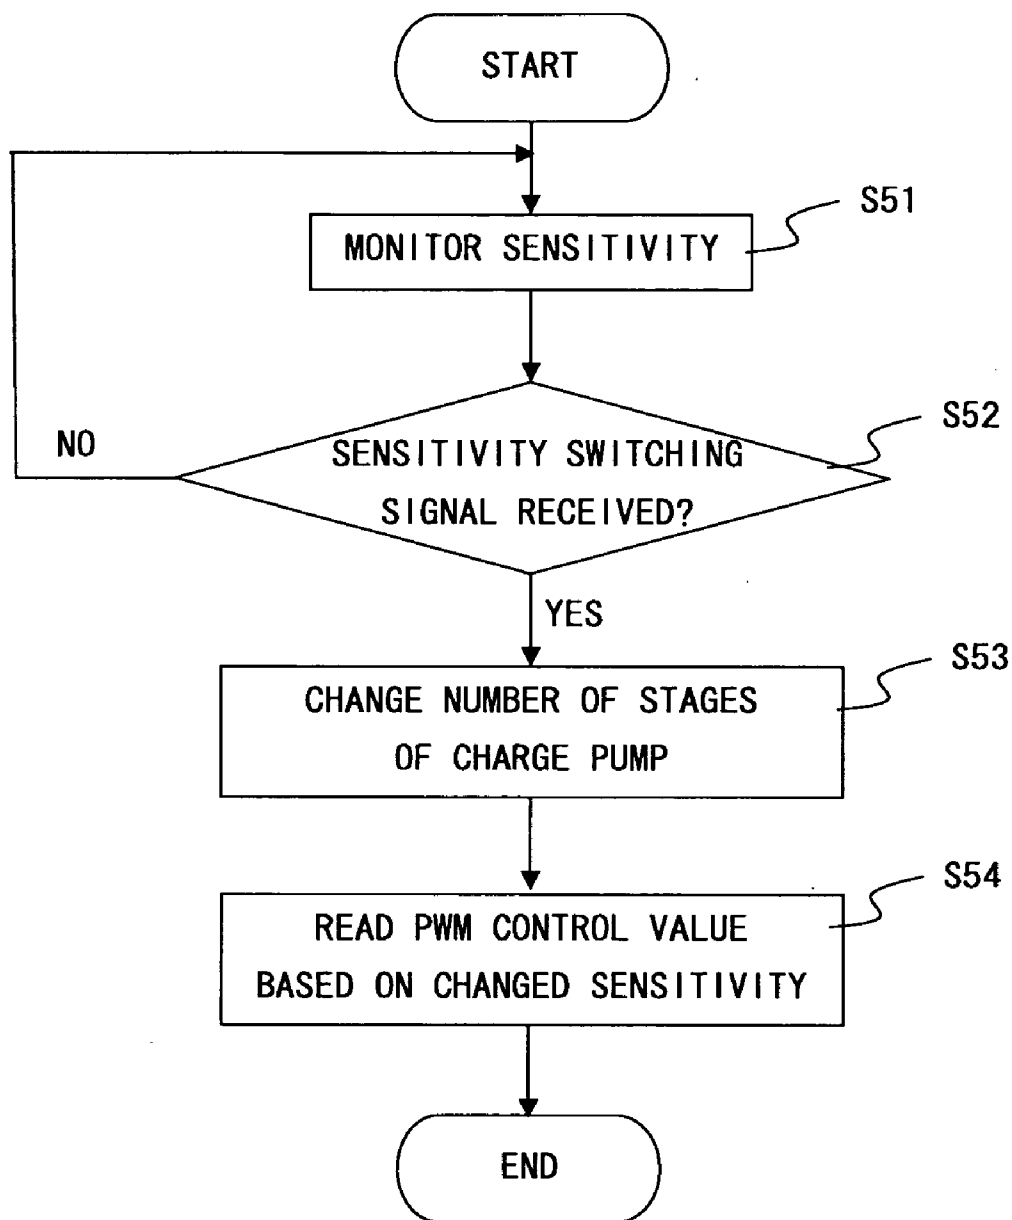 START
S51
MONITOR SENSITIVITY
S52
NO
SENSITIVITY SWITCHING
SIGNAL RECEIVED?
YES
S53
CHANGE NUMBER OF STAGES
OF CHARGE PUMP
S54
READ PWM CONTROL VALUE
BASED ON CHANGED SENSITIVITY
END